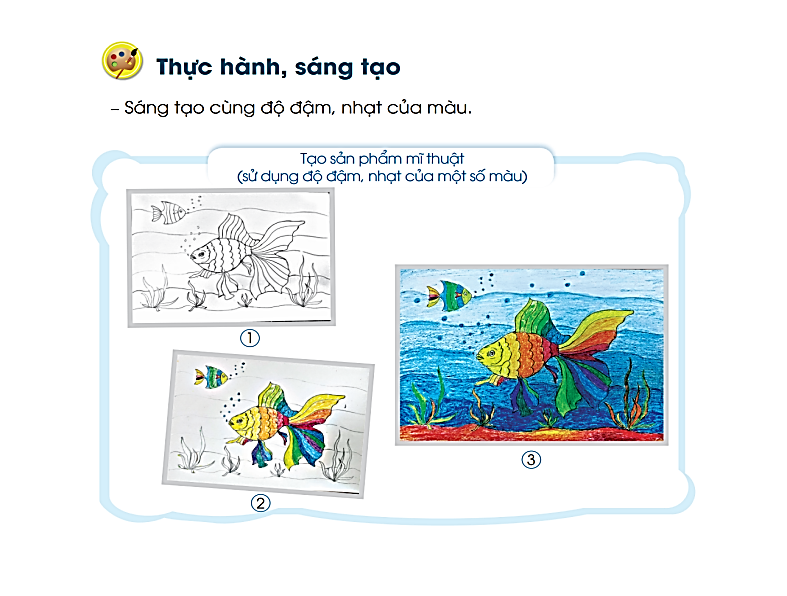 Thực hành, sáng tạo
– Sáng tạo cùng độ đậm, nhạt của màu.
Tạo sản phẩm mĩ thuật
(sử dụng độ đậm, nhạt của một số màu)
1
2
3